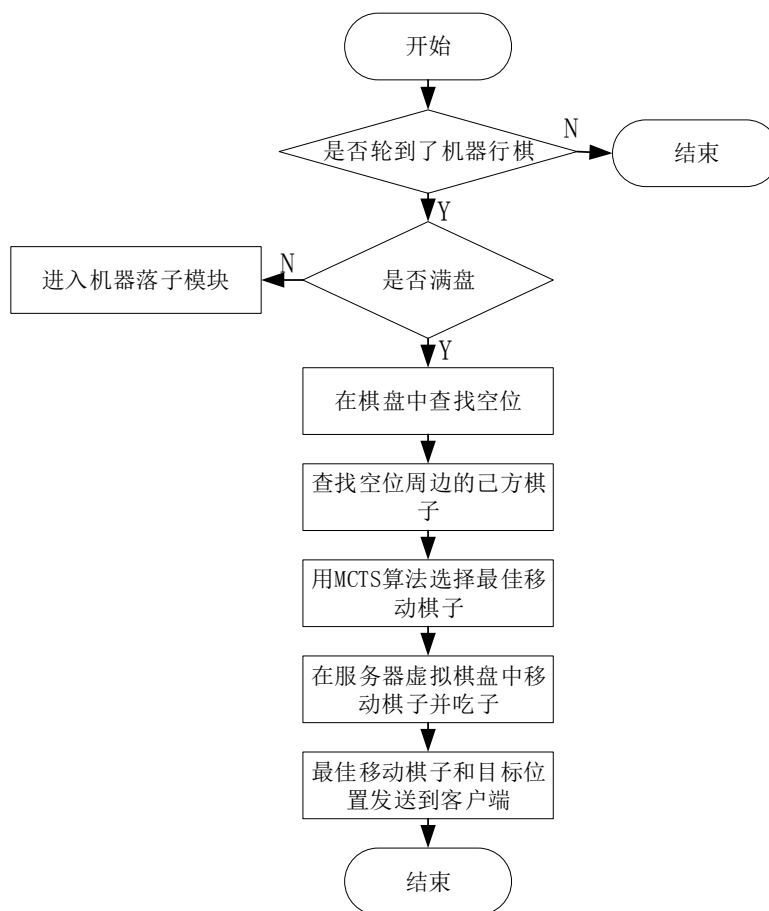 开始
是否轮到了机器行棋
N
结束
Y
是否满盘
N
进入机器落子模块
Y
在棋盘中查找空位
查找空位周边的己方棋
子
用MCTS算法选择最佳移
动棋子
在服务器虚拟棋盘中移
动棋子并吃子
最佳移动棋子和目标位
置发送到客户端
结束